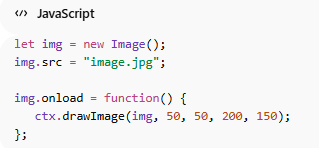 </> JavaScript
let img = new Image();
img.src = "image.jpg";

img.onload = function() {
   ctx.drawImage(img, 50, 50, 200, 150);
};